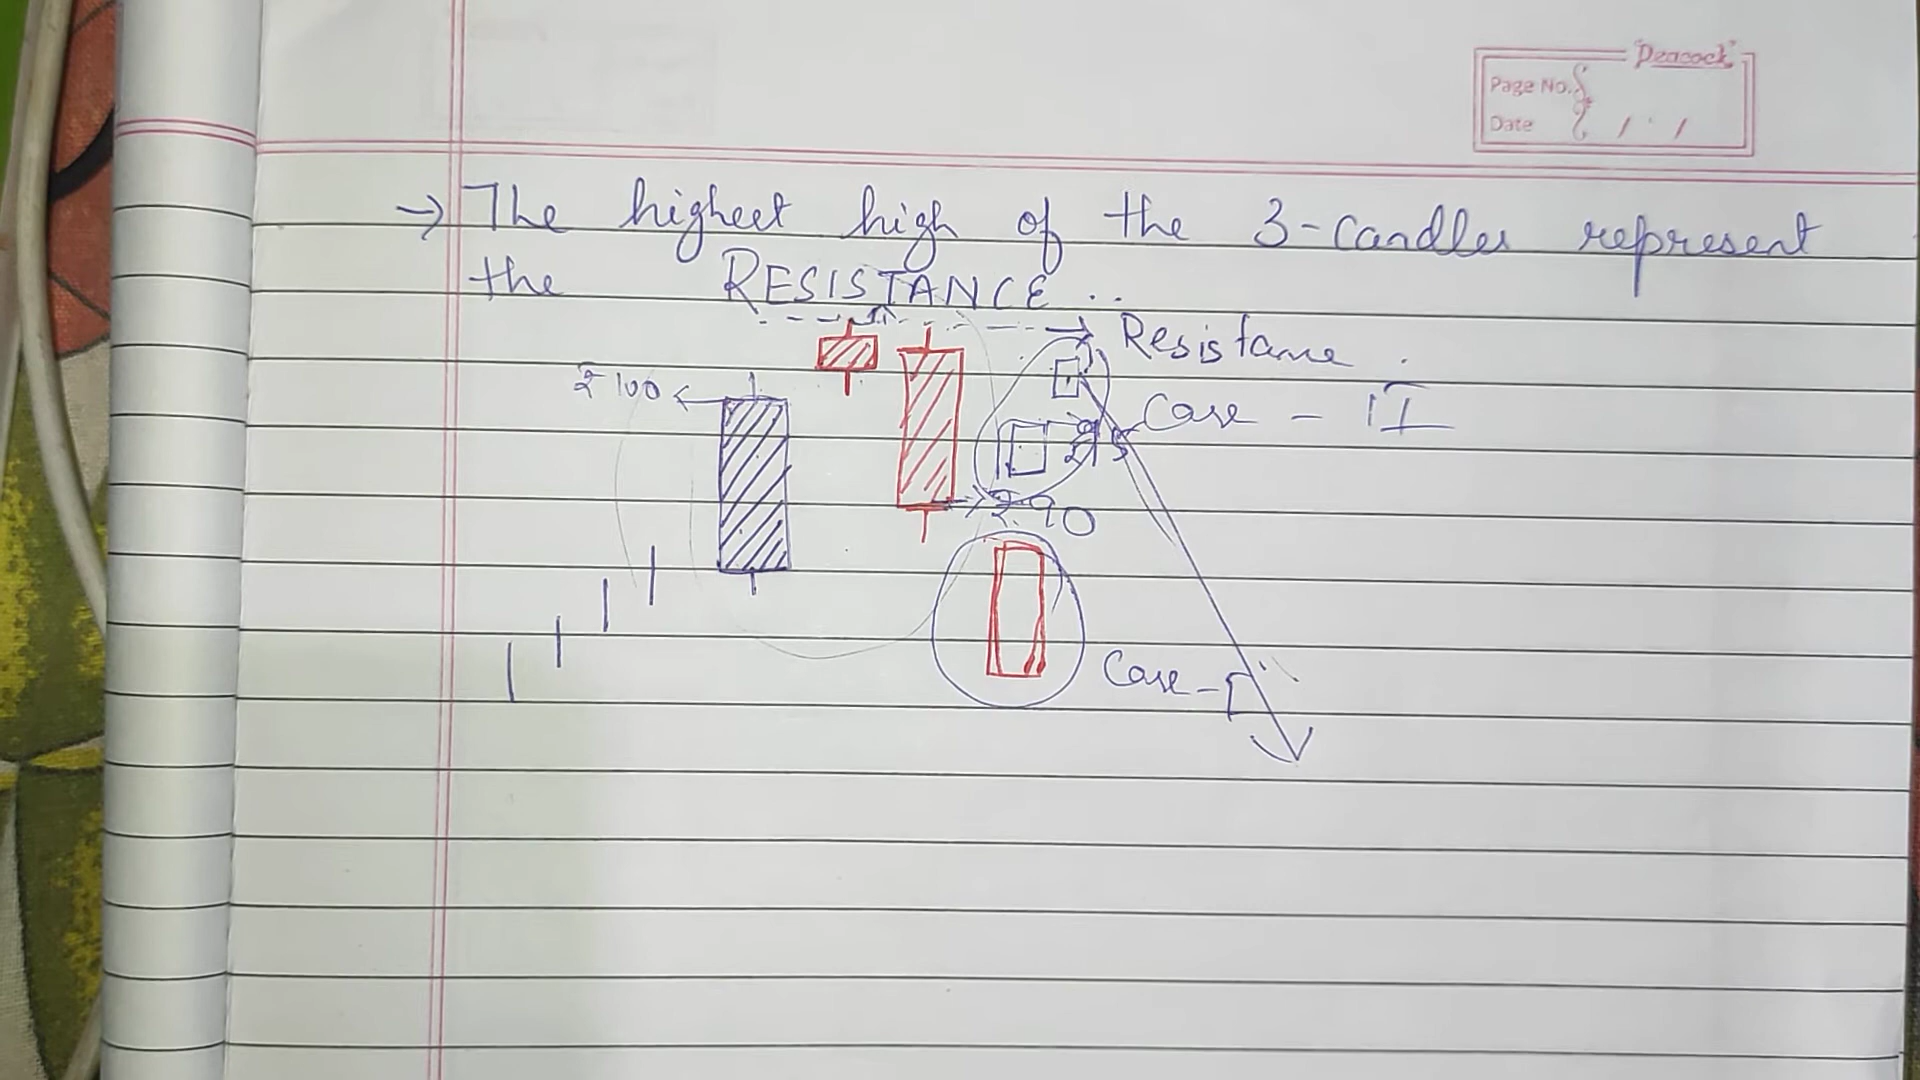 Peacock
Page No.
Date
→ The highest high of the 3-candles represent
the RESISTANCE ..
→ Resistance .
₹ 100
Case - II
95
₹ 90
Case - I